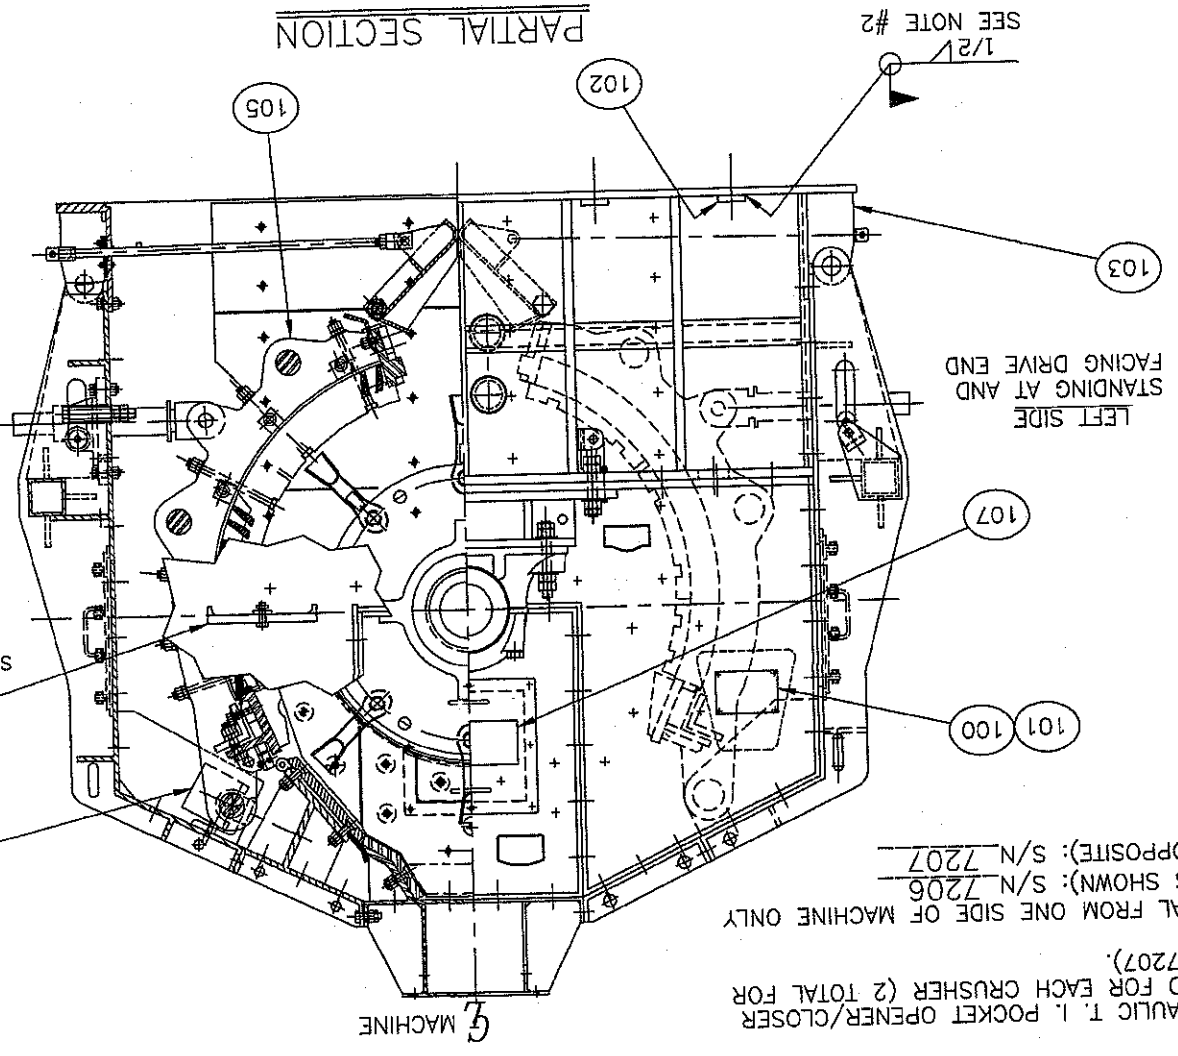 AULIC T. I. POCKET OPENER/CLOSER
D FOR EACH CRUSHER (2 TOTAL FOR
7207).
AL FROM ONE SIDE OF MACHINE ONLY
S SHOWN): S/N 7206
OPPOSITE): S/N 7207
℄ MACHINE
101
100
S
107
LEFT SIDE
STANDING AT AND
FACING DRIVE END
103
102
105
1/2
SEE NOTE #2
PARTIAL SECTION